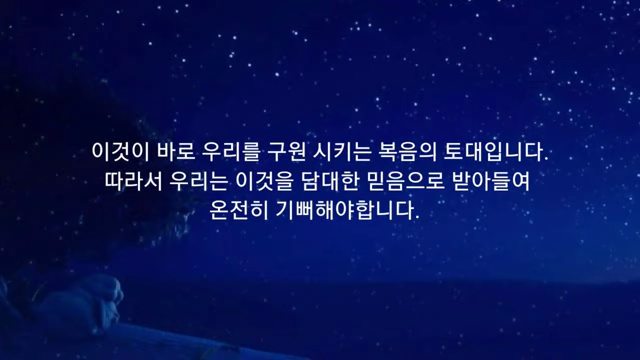 이것이 바로 우리를 구원 시키는 복음의 토대입니다.
따라서 우리는 이것을 담대한 믿음으로 받아들여
온전히 기뻐해야합니다.